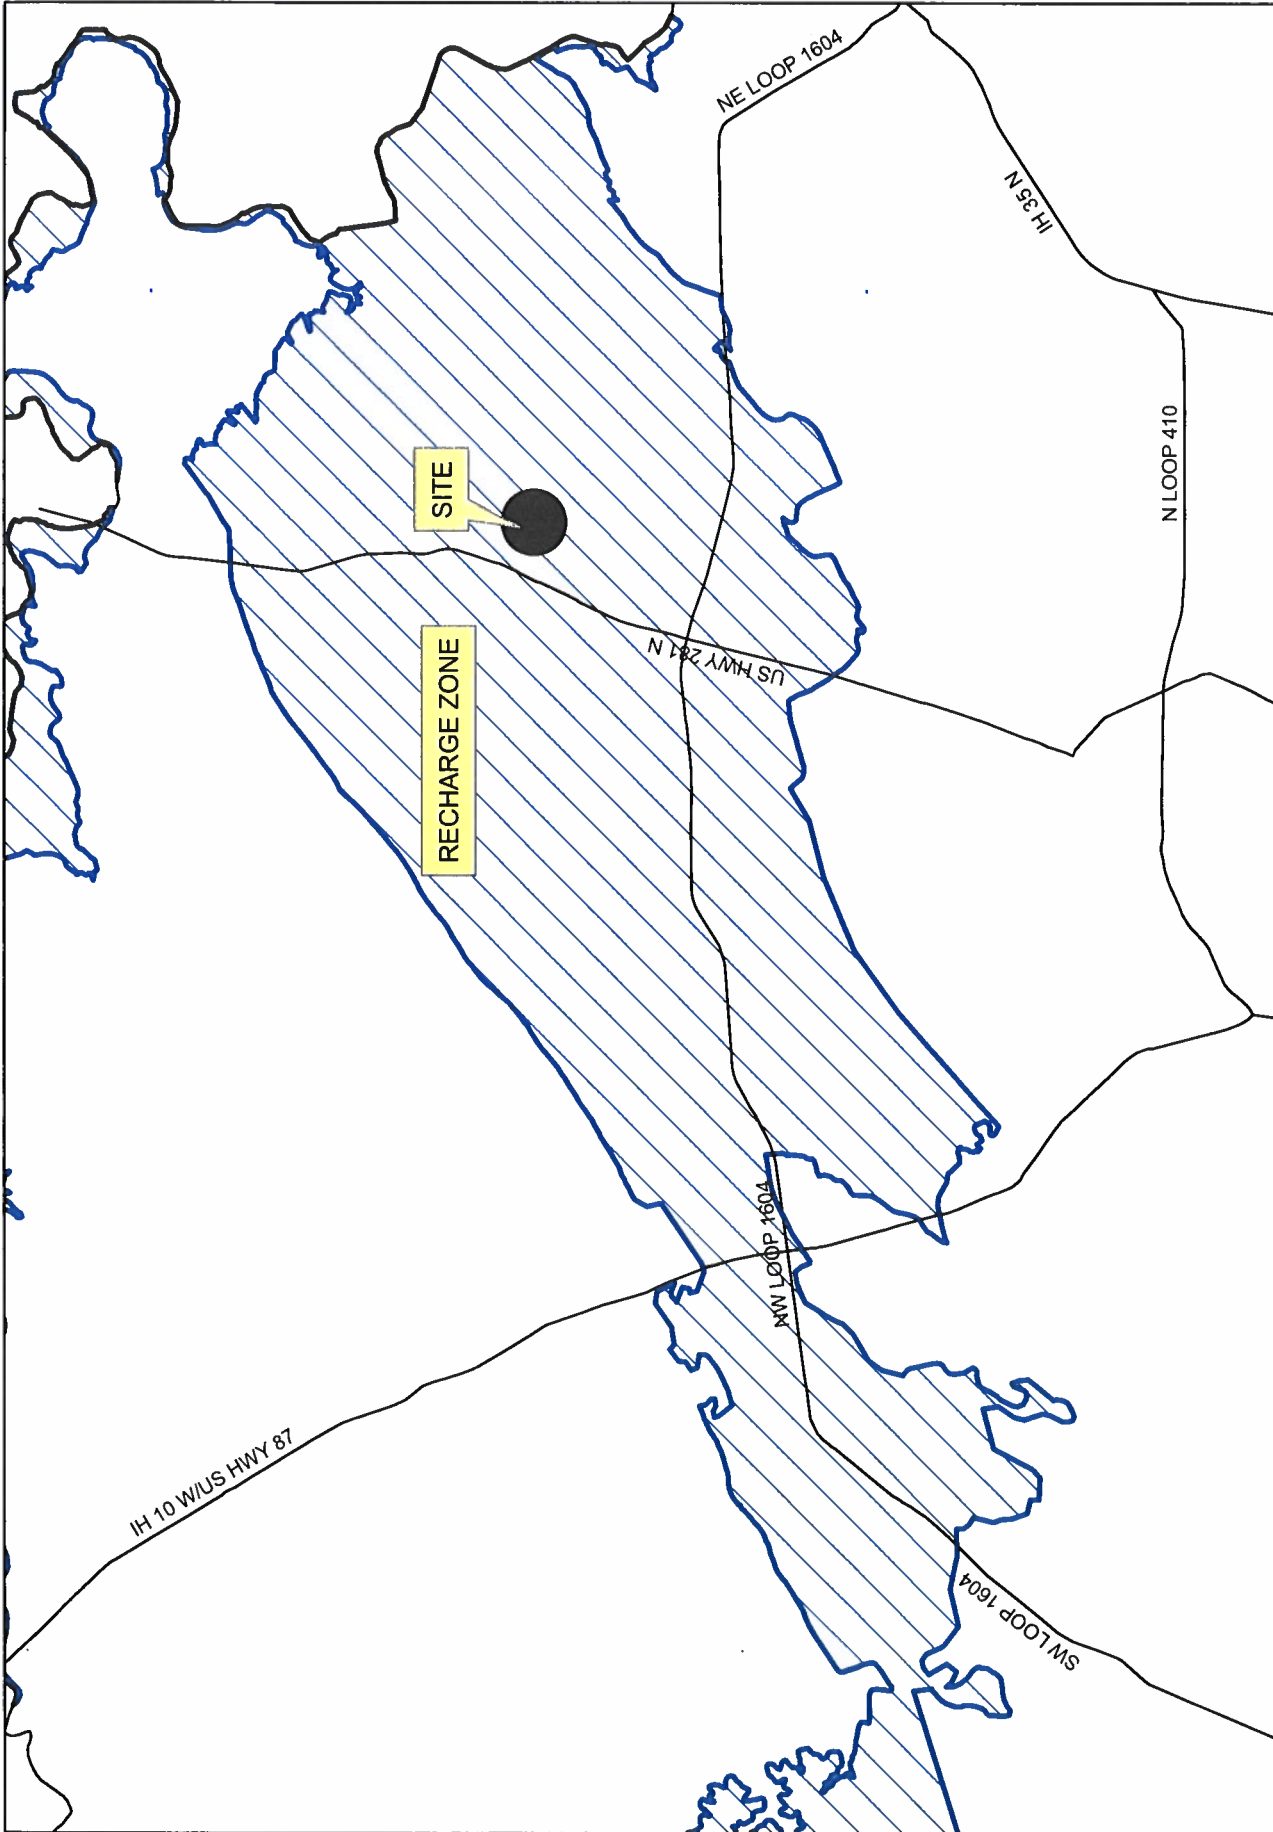 NE LOOP 1604
IH 35 N
SITE
N LOOP 410
RECHARGE ZONE
US HWY 281 N
NW LOOP 1604
IH 10 W/US HWY 87
SW LOOP 1604